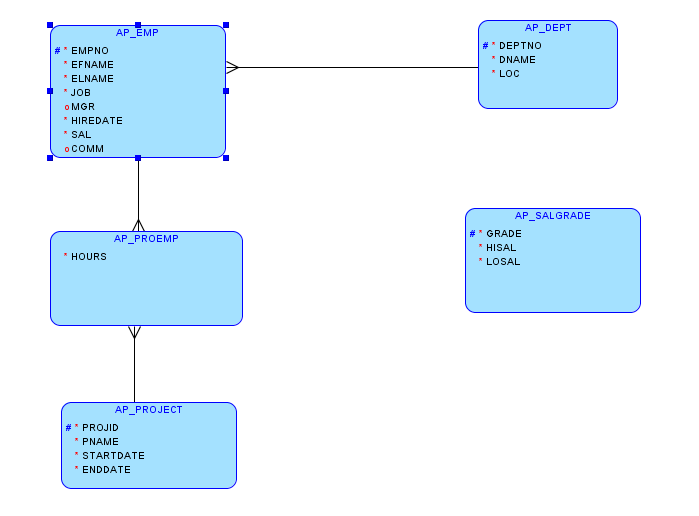 AP_EMP
# * EMPNO
* EFNAME
* ELNAME
* JOB
o MGR
* HIREDATE
* SAL
o COMM
AP_DEPT
# * DEPTNO
* DNAME
* LOC
AP_PROEMP
* HOURS
AP_SALGRADE
# * GRADE
* HISAL
* LOSAL
AP_PROJECT
# * PROJID
* PNAME
* STARTDATE
* ENDDATE